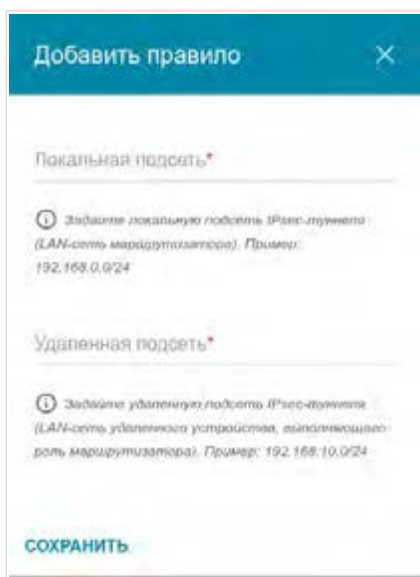 Добавить правило
Локальная подсеть*
Задайте локальную подсеть IPsec-туннеля
(LAN-сеть маршрутизатора). Пример:
192.168.0.0/24
Удаленная подсеть*
Задайте удаленную подсеть IPsec-туннеля
(LAN-сеть удаленного устройства, выполняющего
роль маршрутизатора). Пример: 192.168.10.0/24
СОХРАНИТЬ